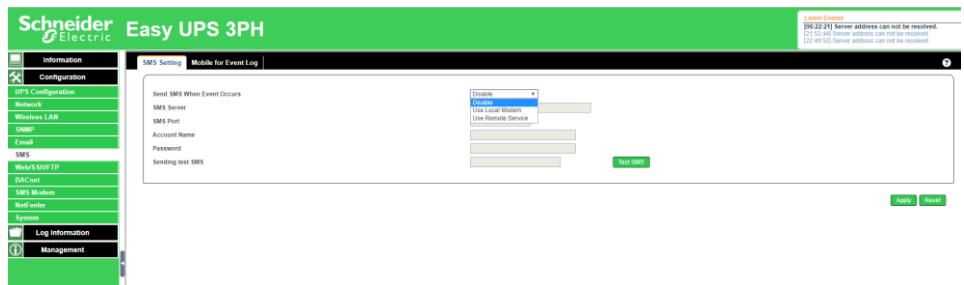 Schneider Electric
Easy UPS 3PH
Latest Events
[06:22:21] Server address can not be resolved.
[21:52:44] Server address can not be resolved.
[22:40:52] Server address can not be resolved.
Information
Configuration
UPS Configuration
Network
Wireless LAN
SNMP
Email
SMS
Web/SSH/FTP
BACnet
SMS Modem
NetFeeler
System
Log Information
Management
SMS Setting Mobile for Event Log
?
Send SMS When Event Occurs Disable
Disable
Use Local Modem
Use Remote Service
SMS Server
SMS Port
Account Name
Password
Sending test SMS Test SMS
Apply Reset